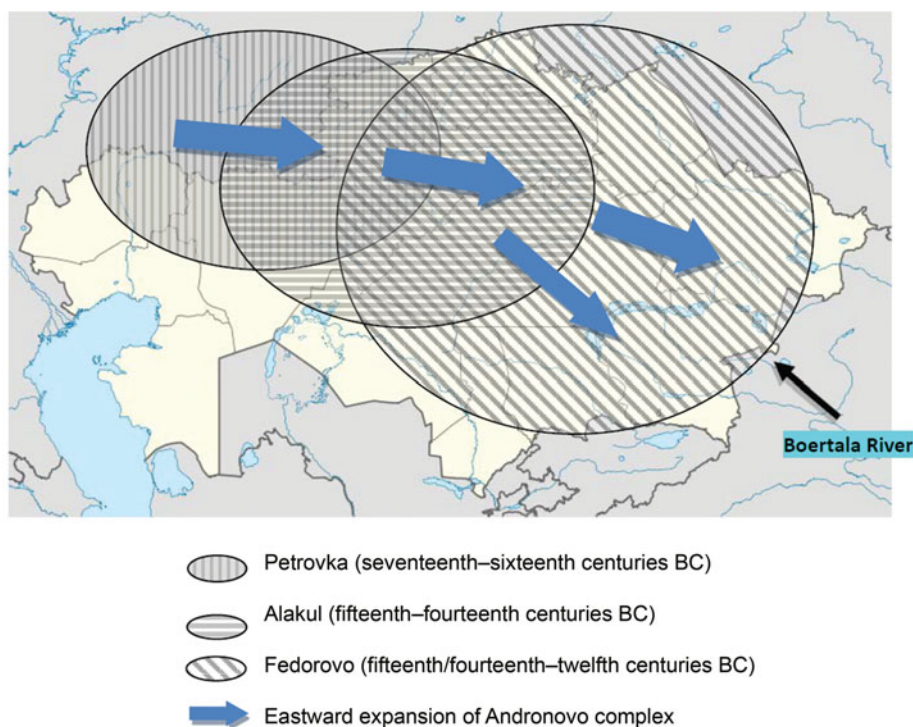 Boertala River
Petrovka (seventeenth–sixteenth centuries BC)
Alakul (fifteenth–fourteenth centuries BC)
Fedorovo (fifteenth/fourteenth–twelfth centuries BC)
Eastward expansion of Andronovo complex